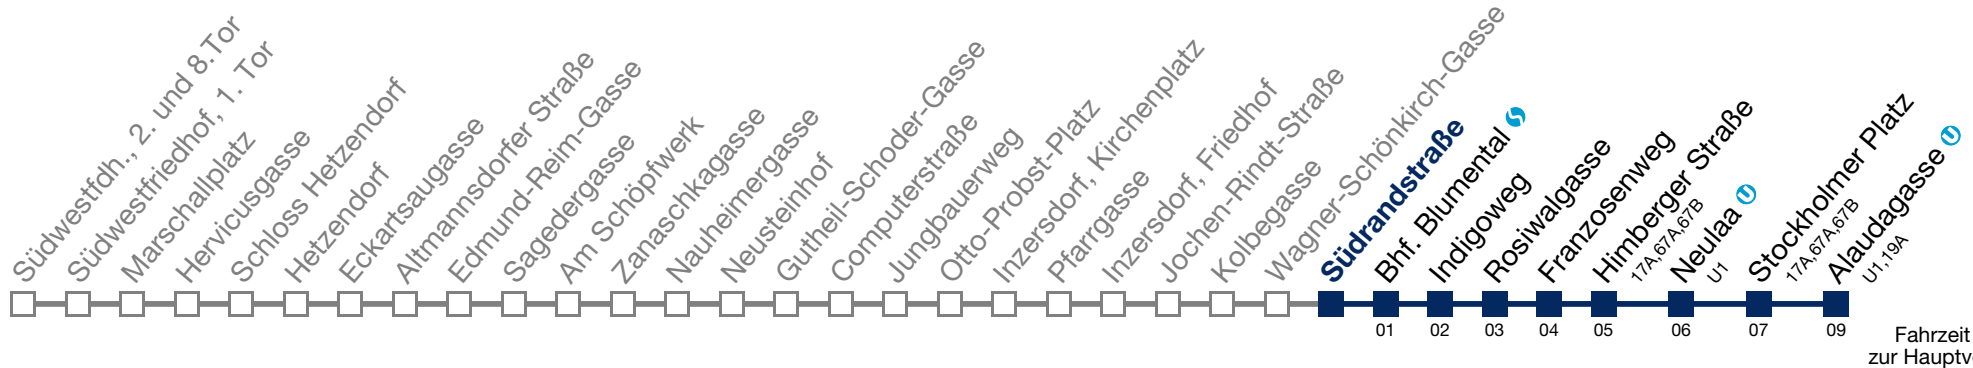 Südwestfdh., 2. und 8.Tor
Südwestfriedhof, 1. Tor
Marschallplatz
Hervicusgasse
Schloss Hetzendorf
Hetzendorf
Eckartsaugasse
Altmannsdorfer Straße
Edmund-Reim-Gasse
Sagedergasse
Am Schöpfwerk
Zanaschkagasse
Nauheimergasse
Neusteinhof
Gutheil-Schoder-Gasse
Computerstraße
Jungbauerweg
Otto-Probst-Platz
Inzersdorf, Kirchenplatz
Pfarrgasse
Inzersdorf, Friedhof
Jochen-Rindt-Straße
Kolbegasse
Wagner-Schönkirch-Gasse
Südrandstraße
Bhf. Blumental S
Indigoweg
Rosiwalgasse
Franzosenweg
Himberger Straße
17A,67A,67B
Neulaa U
U1
Stockholmer Platz
17A,67A,67B
Alaudagasse U
U1,19A
01 02 03 04 05 06 07 09
Fahrzeit
zur Hauptv